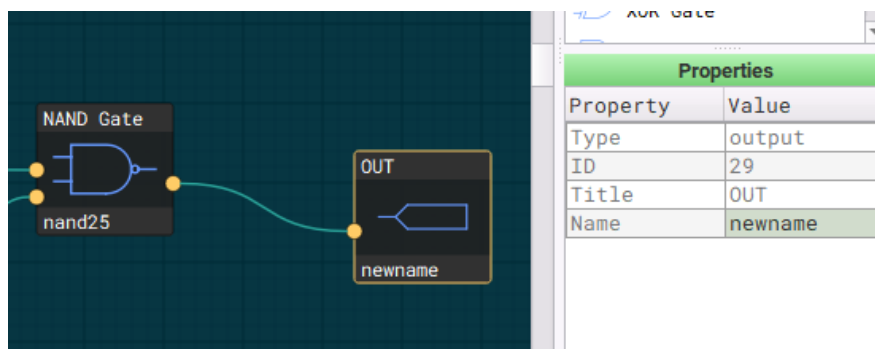 XOR Gate
Properties
Property Value
Type output
ID 29
Title OUT
Name newname
NAND Gate
nand25
OUT
newname